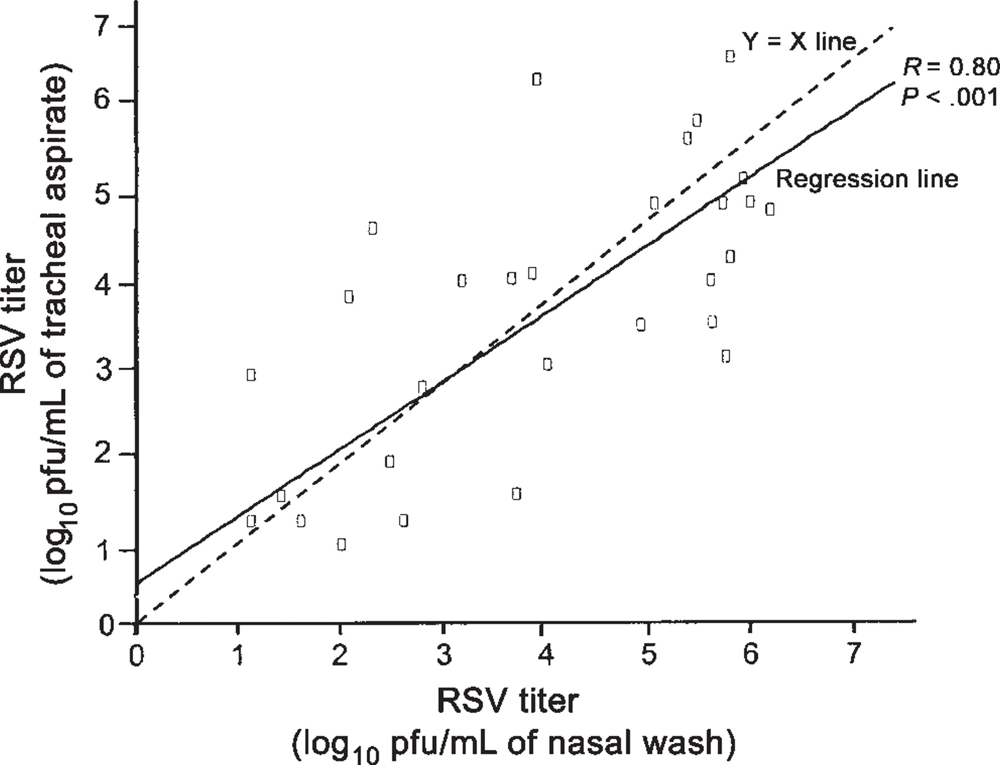 7
6
5
4
3
2
1
0
RSV titer
(log10 pfu/mL of tracheal aspirate)
Y = X line
R = 0.80
P < .001
Regression line
0 1 2 3 4 5 6 7
RSV titer
(log10 pfu/mL of nasal wash)